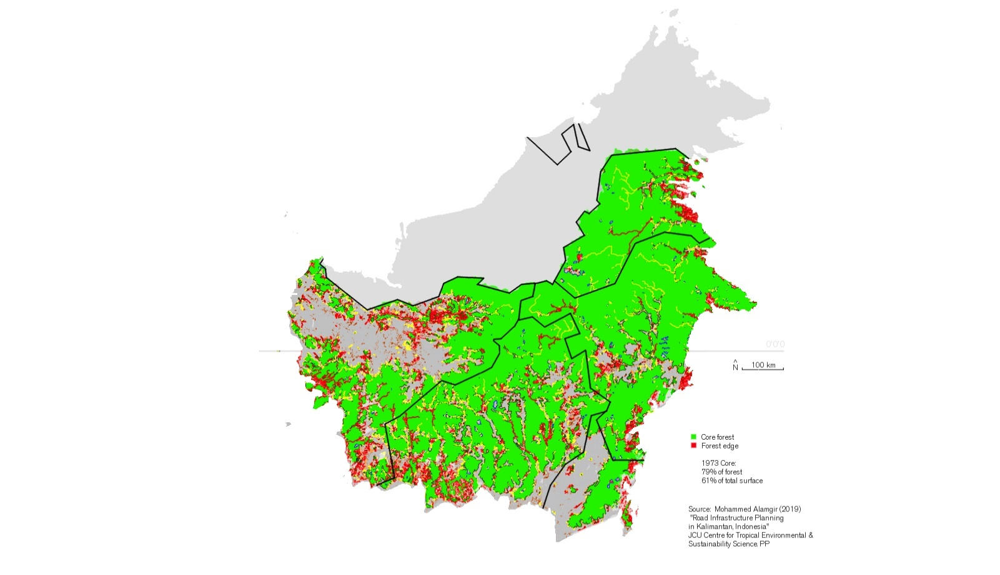 0'0'0
^
N
100 km
Core forest
Forest edge
1973 Core:
79% of forest
61% of total surface
Source: Mohammed Alamgir (2019)
"Road Infrastructure Planning
in Kalimantan, Indonesia"
JCU Centre for Tropical Environmental &
Sustainability Science. PP